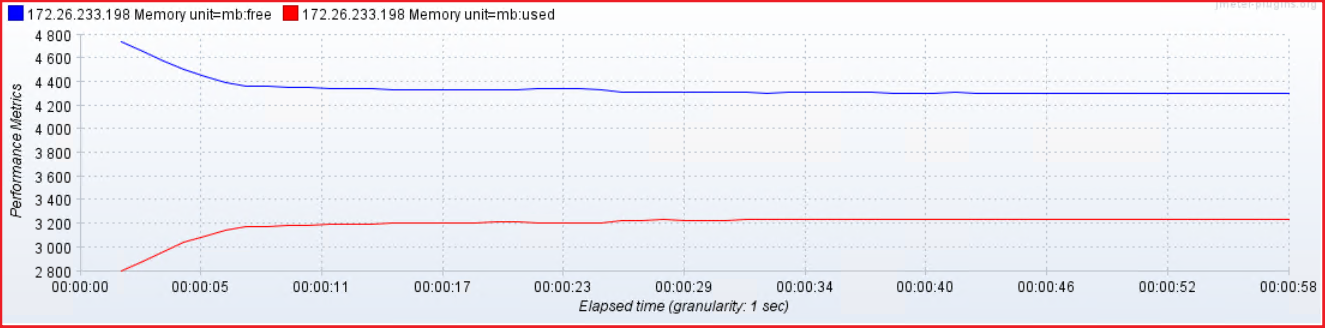 jmeter-plugins.org
172.26.233.198 Memory unit=mb:free 172.26.233.198 Memory unit=mb:used
4 800
4 600
4 400
4 200
4 000
3 800
3 600
3 400
3 200
3 000
2 800
Performance Metrics
00:00:00 00:00:05 00:00:11 00:00:17 00:00:23 00:00:29 00:00:34 00:00:40 00:00:46 00:00:52 00:00:58
Elapsed time (granularity: 1 sec)